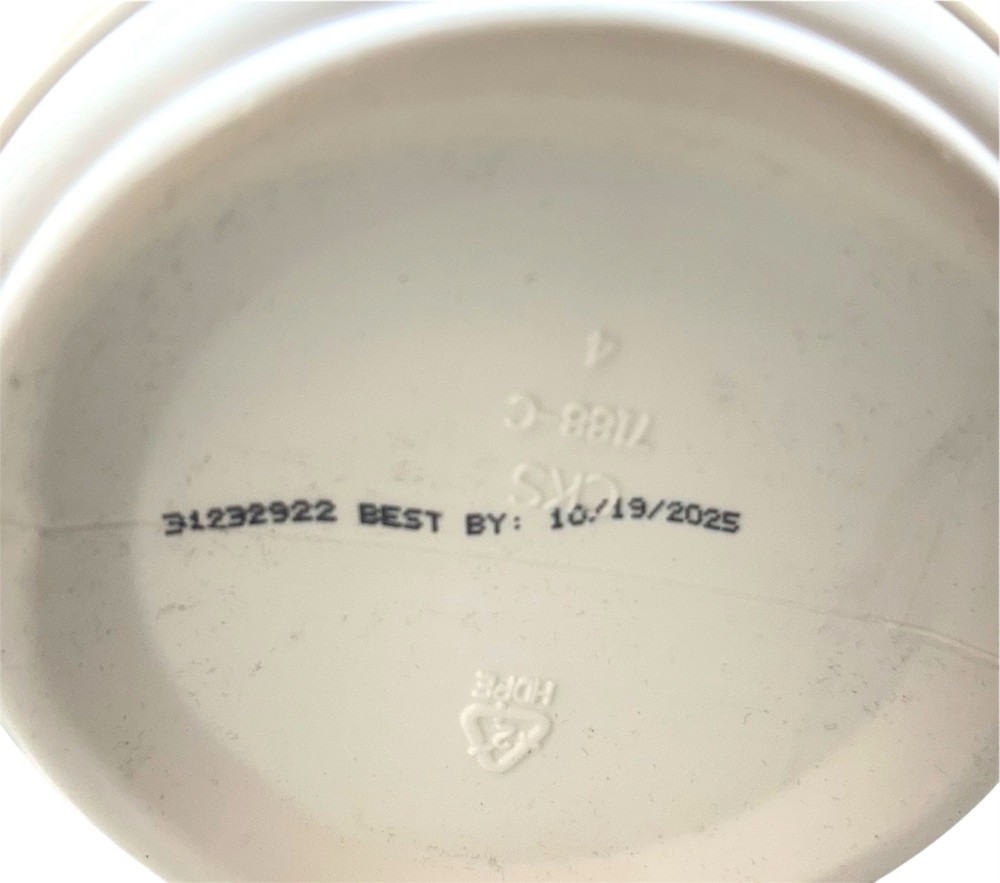 4
7188-C
CKS
31232922 BEST BY: 10/19/2025
HDPE
2